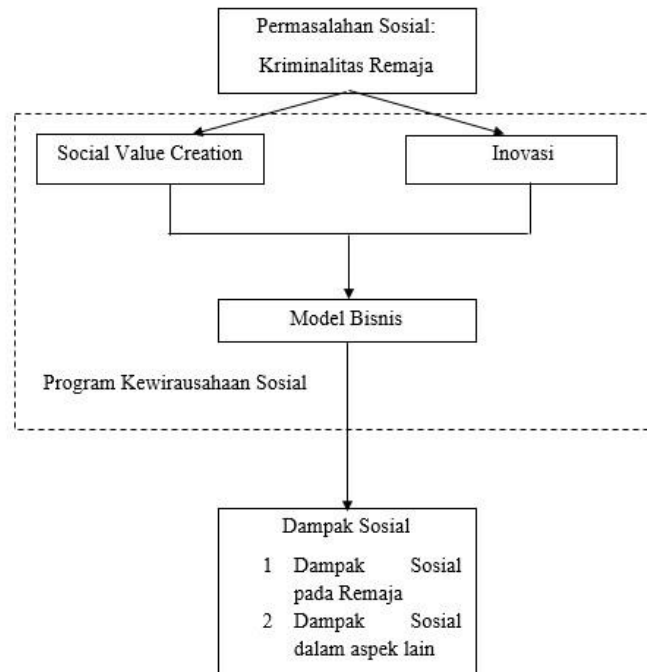 Permasalahan Sosial:
Kriminalitas Remaja
Social Value Creation
Inovasi
Model Bisnis
Program Kewirausahaan Sosial
Dampak Sosial
1 Dampak Sosial
pada Remaja
2 Dampak Sosial
dalam aspek lain